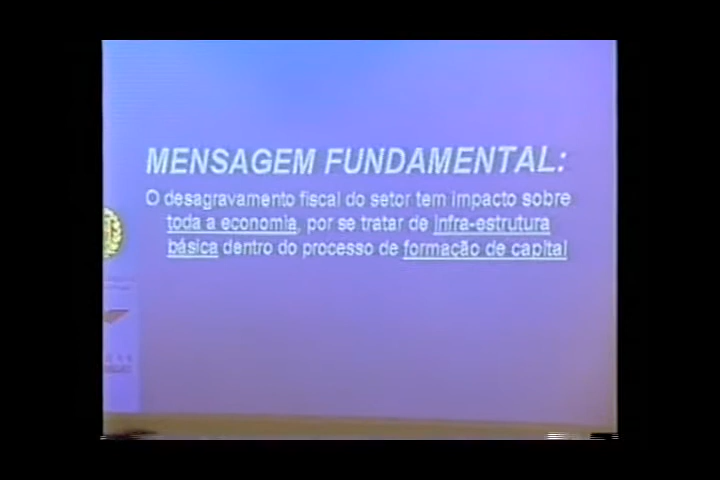 MENSAGEM FUNDAMENTAL:
O desagravamento fiscal do setor tem impacto sobre
toda a economia, por se tratar de infra-estrutura
básica dentro do processo de formação de capital